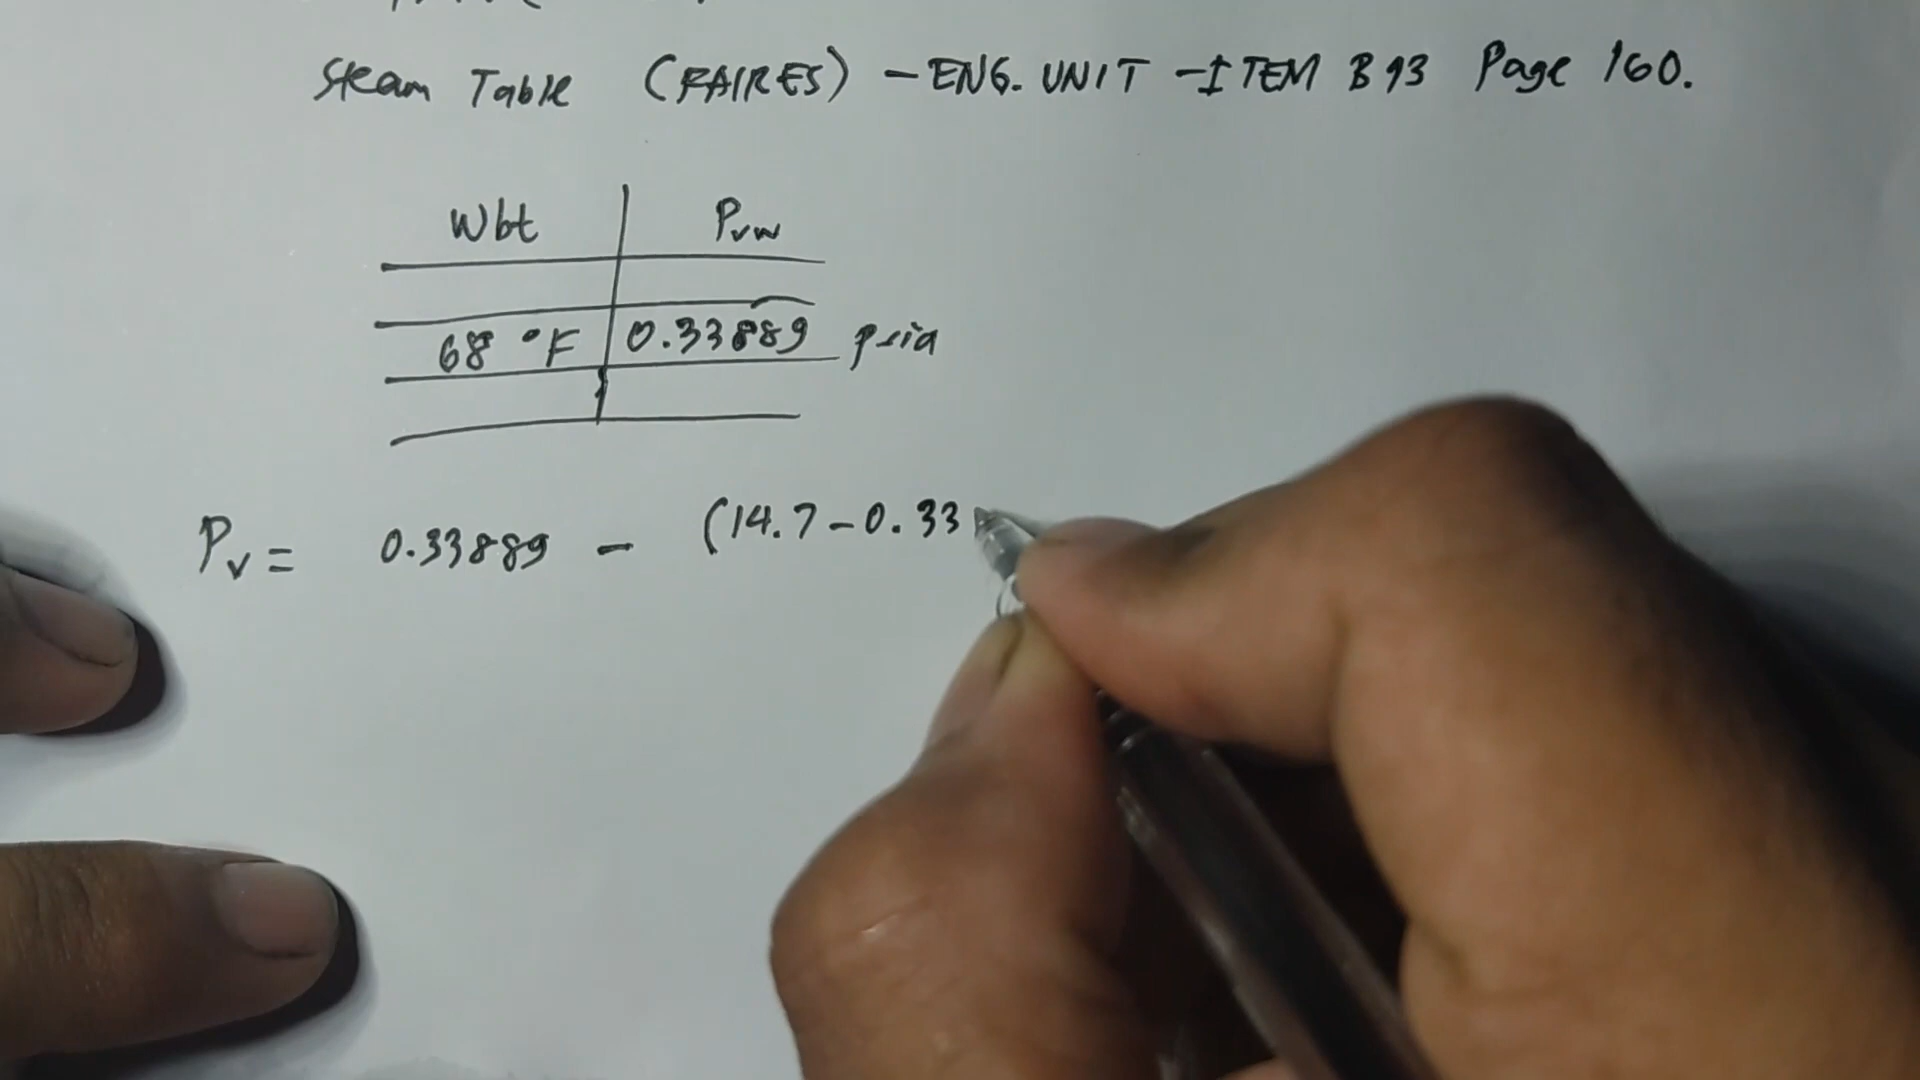 Steam Table (FAIRES) - ENG. UNIT - ITEM B 93 Page 160.
Wbt Pvw
68 °F 0.33889 psia
Pv = 0.33889 - (14.7 - 0.33